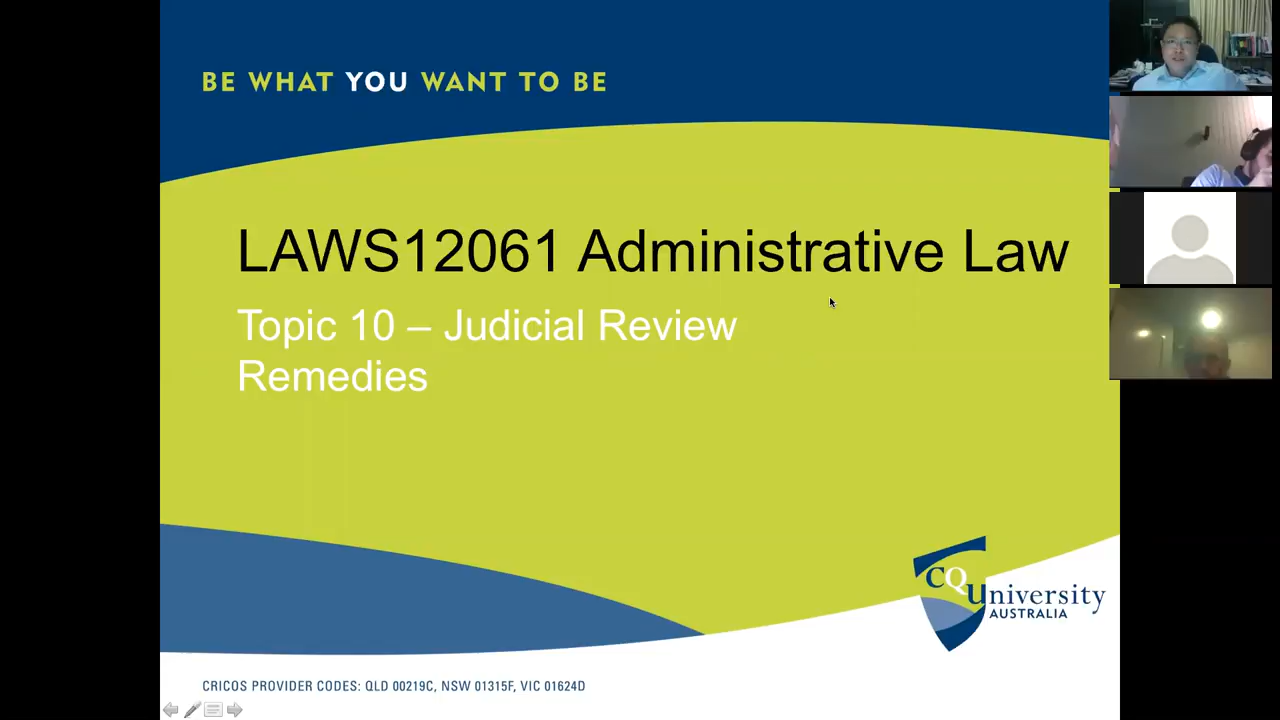 BE WHAT YOU WANT TO BE
LAWS12061 Administrative Law
Topic 10 – Judicial Review
Remedies
CQUniversity
AUSTRALIA
CRICOS PROVIDER CODES: QLD 00219C, NSW 01315F, VIC 01624D